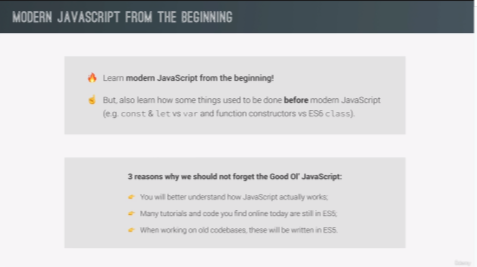 MODERN JAVASCRIPT FROM THE BEGINNING
🔥 Learn modern JavaScript from the beginning!
☝ But, also learn how some things used to be done before modern JavaScript
(e.g. const & let vs var and function constructors vs ES6 class).
3 reasons why we should not forget the Good Ol' JavaScript:
👉 You will better understand how JavaScript actually works;
👉 Many tutorials and code you find online today are still in ES5;
👉 When working on old codebases, these will be written in ES5.